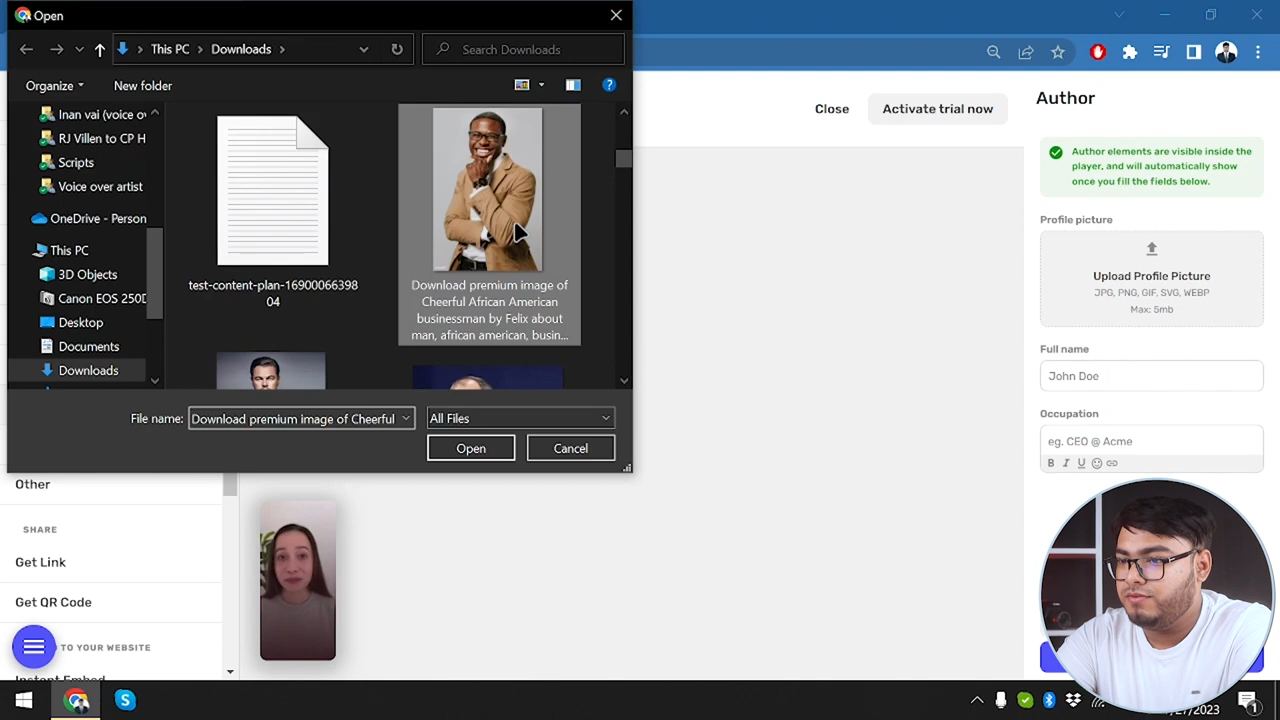 Open
This PC
Downloads
Search Downloads
Organize
New folder
Inan vai (voice ov
RJ Villen to CP H
Scripts
Voice over artist
OneDrive - Person
This PC
3D Objects
Canon EOS 250D
Desktop
Documents
Downloads
test-content-plan-16900066398
04
Download premium image of
Cheerful African American
businessman by Felix about
man, african american, busin...
File name:
Download premium image of Cheerful
All Files
Open
Cancel
Close
Activate trial now
Author
Author elements are visible inside the
player, and will automatically show
once you fill the fields below.
Profile picture
Upload Profile Picture
JPG, PNG, GIF, SVG, WEBP
Max: 5mb
Full name
John Doe
Occupation
eg. CEO @ Acme
B I U
Other
SHARE
Get Link
Get QR Code
TO YOUR WEBSITE
Instant Embed
27/2023
1